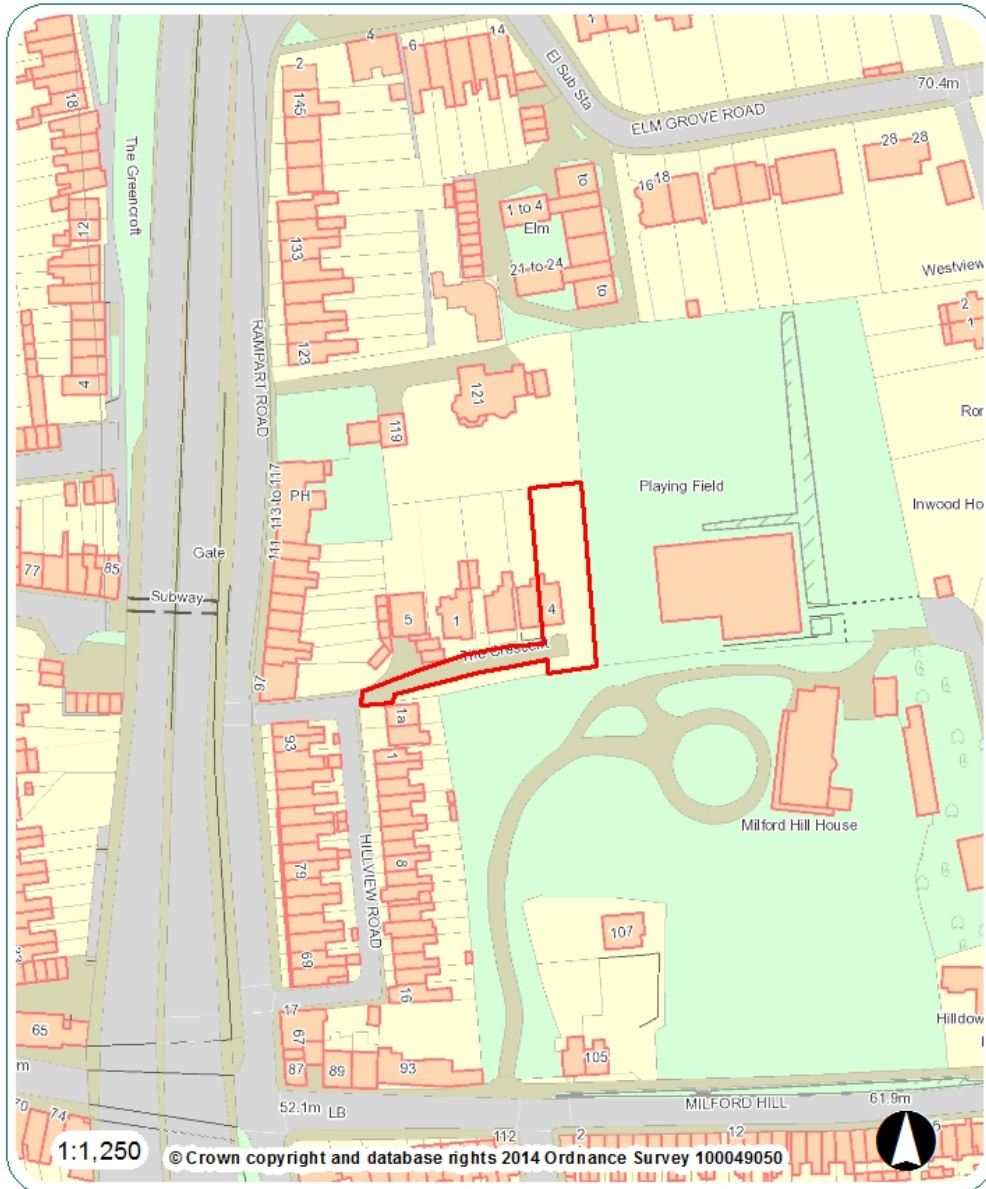 2
4
6
14
1
El Sub Sta
ELM GROVE ROAD
70.4m
18
145
The Greencroft
12
133
1 to 4
to
Elm
21 to 24
to
16
18
28
28
Westview
2
1
4
123
RAMPART ROAD
121
119
PH
111
113 to 117
Playing Field
Inwood Ho
77
85
Gate
Subway
5
1
4
The Crescent
97
1a
93
1
Milford Hill House
79
8
HILLVIEW ROAD
69
16
107
65
17
67
87
89
93
105
Hilldow
m
70
74
52.1m
LB
MILFORD HILL
61.9m
112
2
12
5
1:1,250
© Crown copyright and database rights 2014 Ordnance Survey 100049050